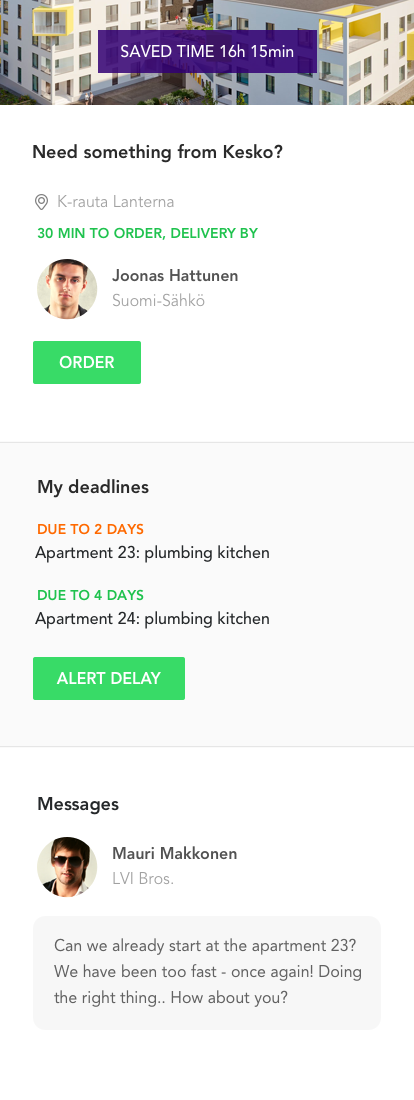 SAVED TIME 16h 15min
Need something from Kesko?
K-rauta Lanterna
30 MIN TO ORDER, DELIVERY BY
Joonas Hattunen
Suomi-Sähkö
ORDER
My deadlines
DUE TO 2 DAYS
Apartment 23: plumbing kitchen
DUE TO 4 DAYS
Apartment 24: plumbing kitchen
ALERT DELAY
Messages
Mauri Makkonen
LVI Bros.
Can we already start at the apartment 23?
We have been too fast - once again! Doing
the right thing.. How about you?